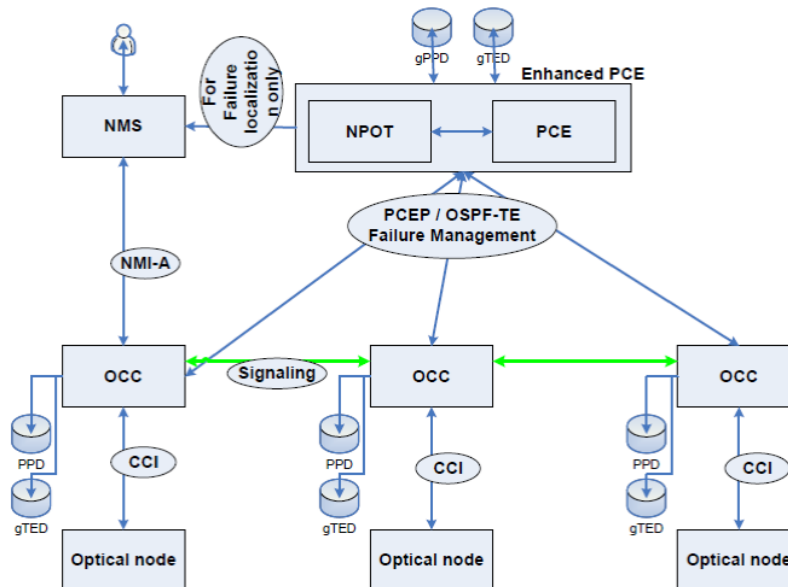 gPPD
gTED
Enhanced PCE
For
Failure
localizatio
n only
NMS
NPOT
PCE
PCEP / OSPF-TE
Failure Management
NMI-A
OCC
Signaling
OCC
OCC
PPD
CCI
gTED
PPD
CCI
gTED
PPD
CCI
gTED
Optical node
Optical node
Optical node